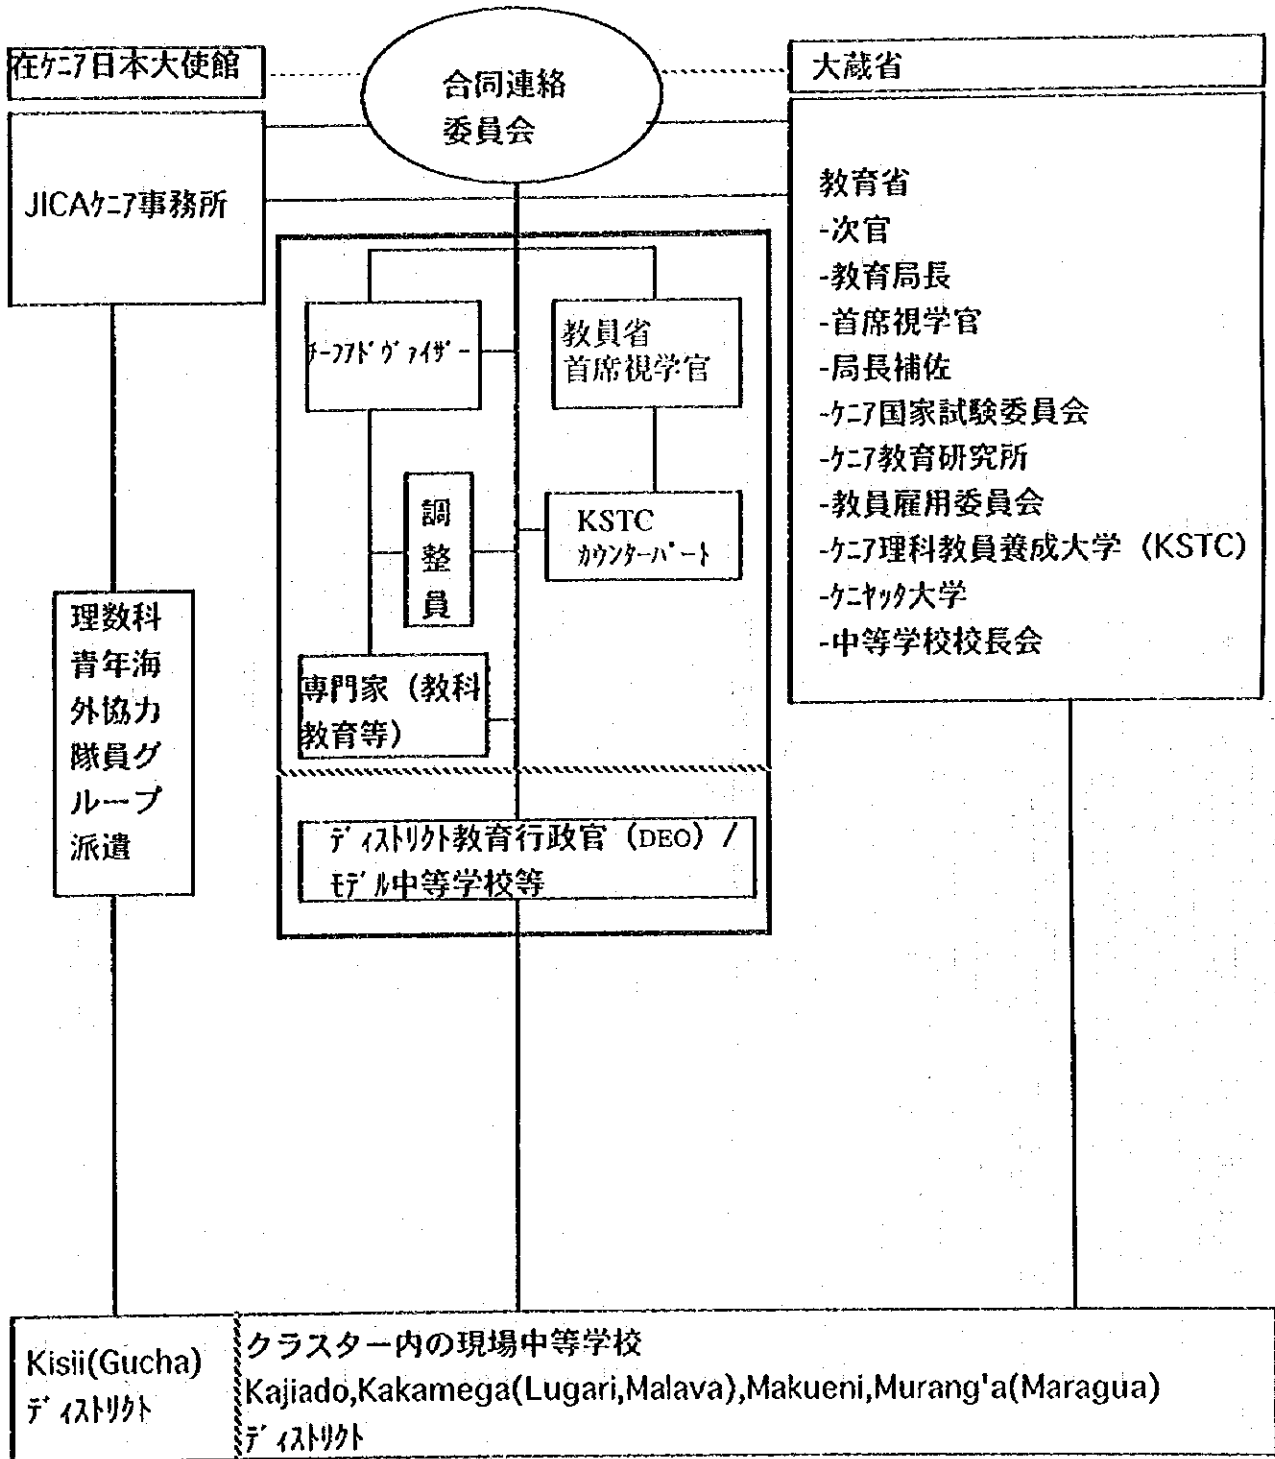 在ｹﾆｱ日本大使館
合同連絡
委員会
大蔵省
JICAｹﾆｱ事務所
教育省
-次官
-教育局長
-首席視学官
-局長補佐
-ｹﾆｱ国家試験委員会
-ｹﾆｱ教育研究所
-教員雇用委員会
-ｹﾆｱ理科教員養成大学（KSTC）
-ｹﾆﾔｯﾀ大学
-中等学校校長会
ﾁｰﾌｱﾄﾞｳﾞｧｲｻﾞｰ
教員省
首席視学官
調
整
員
KSTC
ｶｳﾝﾀｰﾊﾟｰﾄ
専門家（教科
教育等）
理数科
青年海
外協力
隊員グ
ループ
派遣
ﾃﾞｨｽﾄﾘｸﾄ教育行政官（DEO）/
ﾓﾃﾞﾙ中等学校等
Kisii(Gucha)
ﾃﾞｨｽﾄﾘｸﾄ
クラスター内の現場中等学校
Kajiado,Kakamega(Lugari,Malava),Makueni,Murang'a(Maragua)
ﾃﾞｨｽﾄﾘｸﾄ